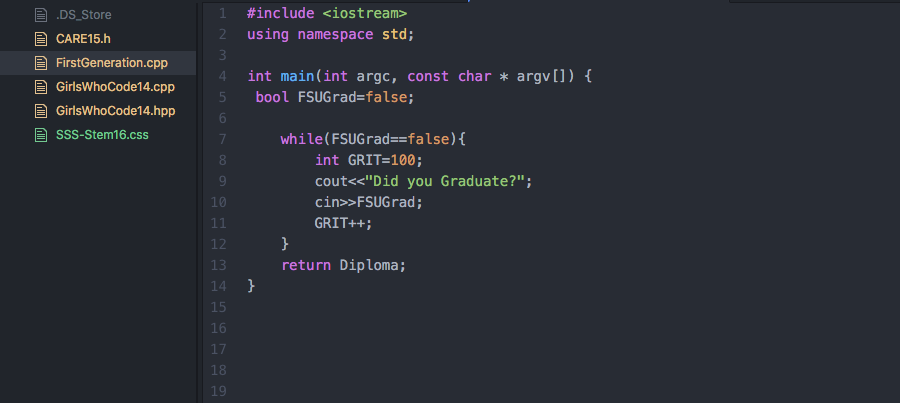 .DS_Store
CARE15.h
FirstGeneration.cpp
GirlsWhoCode14.cpp
GirlsWhoCode14.hpp
SSS-Stem16.css
1 #include <iostream>
2 using namespace std;
3
4 int main(int argc, const char * argv[]) {
5  bool FSUGrad=false;
6
7     while(FSUGrad==false){
8         int GRIT=100;
9         cout<<"Did you Graduate?";
10         cin>>FSUGrad;
11         GRIT++;
12     }
13     return Diploma;
14 }
15
16
17
18
19